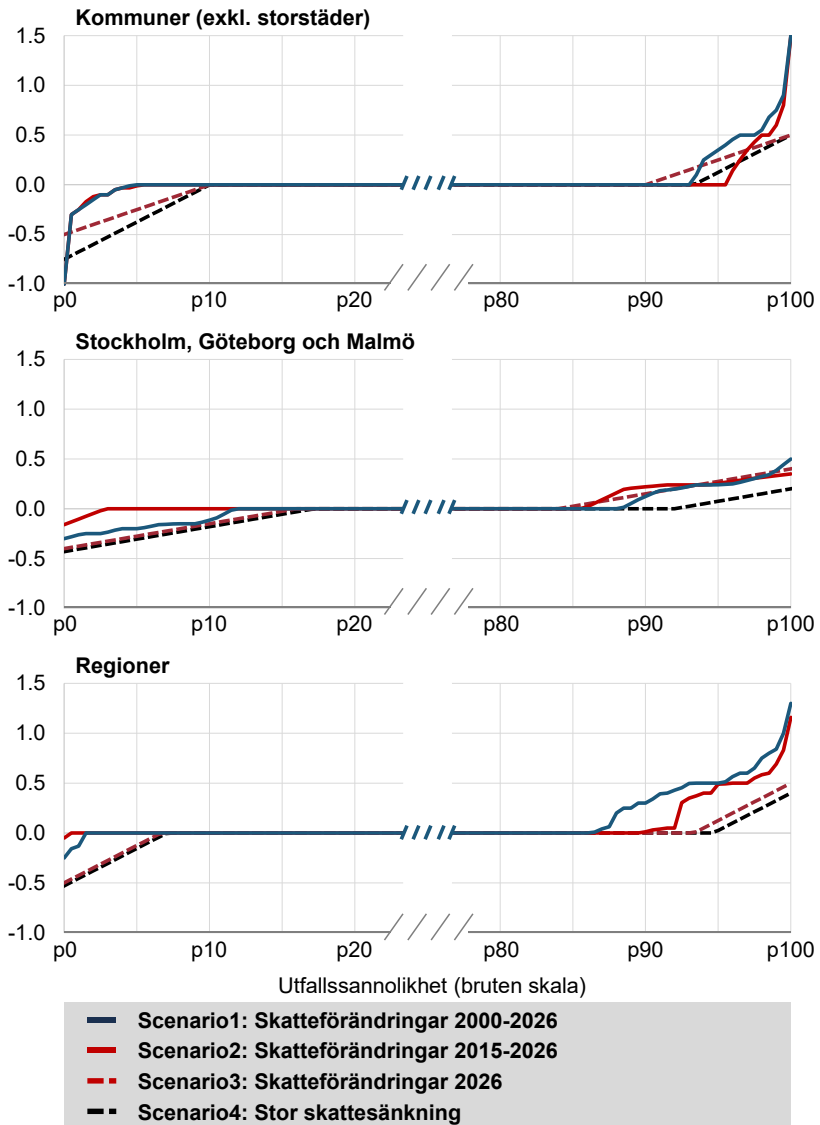 Kommuner (exkl. storstäder)
1.5
1.0
0.5
0.0
-0.5
-1.0
p0 p10 p20 p80 p90 p100
Stockholm, Göteborg och Malmö
1.5
1.0
0.5
0.0
-0.5
-1.0
p0 p10 p20 p80 p90 p100
Regioner
1.5
1.0
0.5
0.0
-0.5
-1.0
p0 p10 p20 p80 p90 p100
Utfallssannolikhet (bruten skala)
Scenario1: Skatteförändringar 2000-2026
Scenario2: Skatteförändringar 2015-2026
Scenario3: Skatteförändringar 2026
Scenario4: Stor skattesänkning